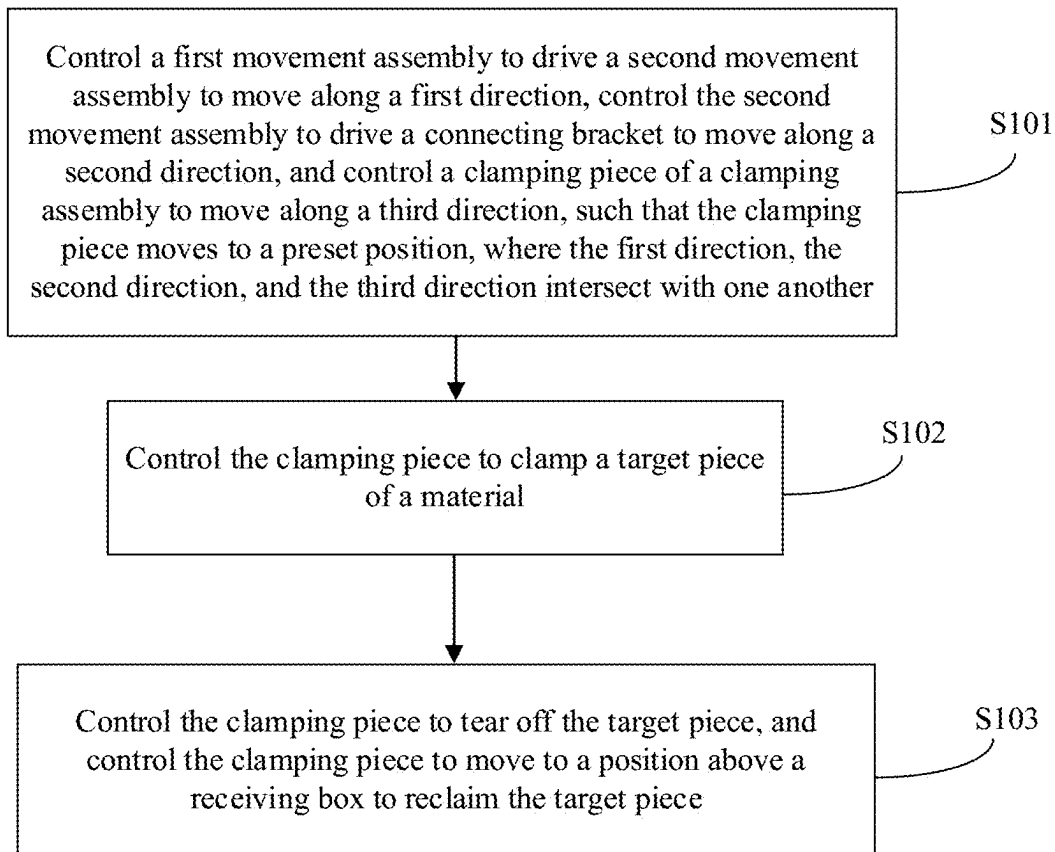 Control a first movement assembly to drive a second movement
assembly to move along a first direction, control the second
movement assembly to drive a connecting bracket to move along a
second direction, and control a clamping piece of a clamping
assembly to move along a third direction, such that the clamping
piece moves to a preset position, where the first direction, the
second direction, and the third direction intersect with one another
S101
Control the clamping piece to clamp a target piece
of a material
S102
Control the clamping piece to tear off the target piece, and
control the clamping piece to move to a position above a
receiving box to reclaim the target piece
S103